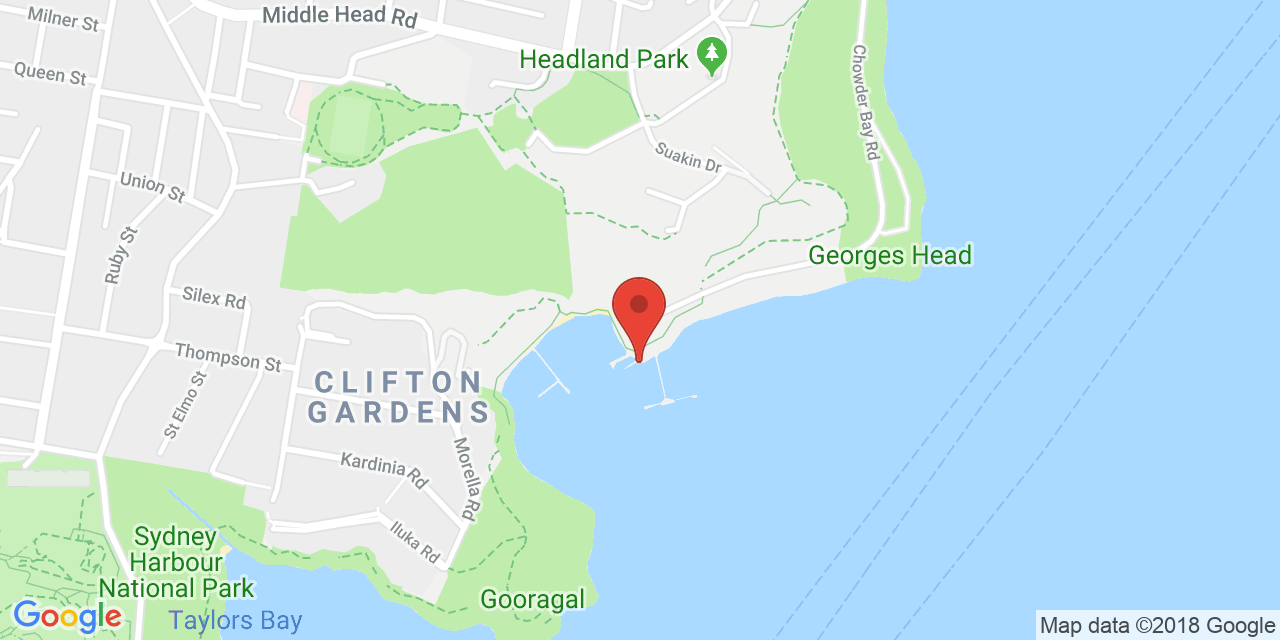 Milner St
Middle Head Rd
Queen St
Headland Park
Chowder Bay Rd
Suakin Dr
Union St
Ruby St
Georges Head
Silex Rd
Thompson St
CLIFTON
GARDENS
St Elmo St
Kardinia Rd
Morella Rd
Iluka Rd
Sydney
Harbour
National Park
Gooragal
Google
Taylors Bay
Map data ©2018 Google